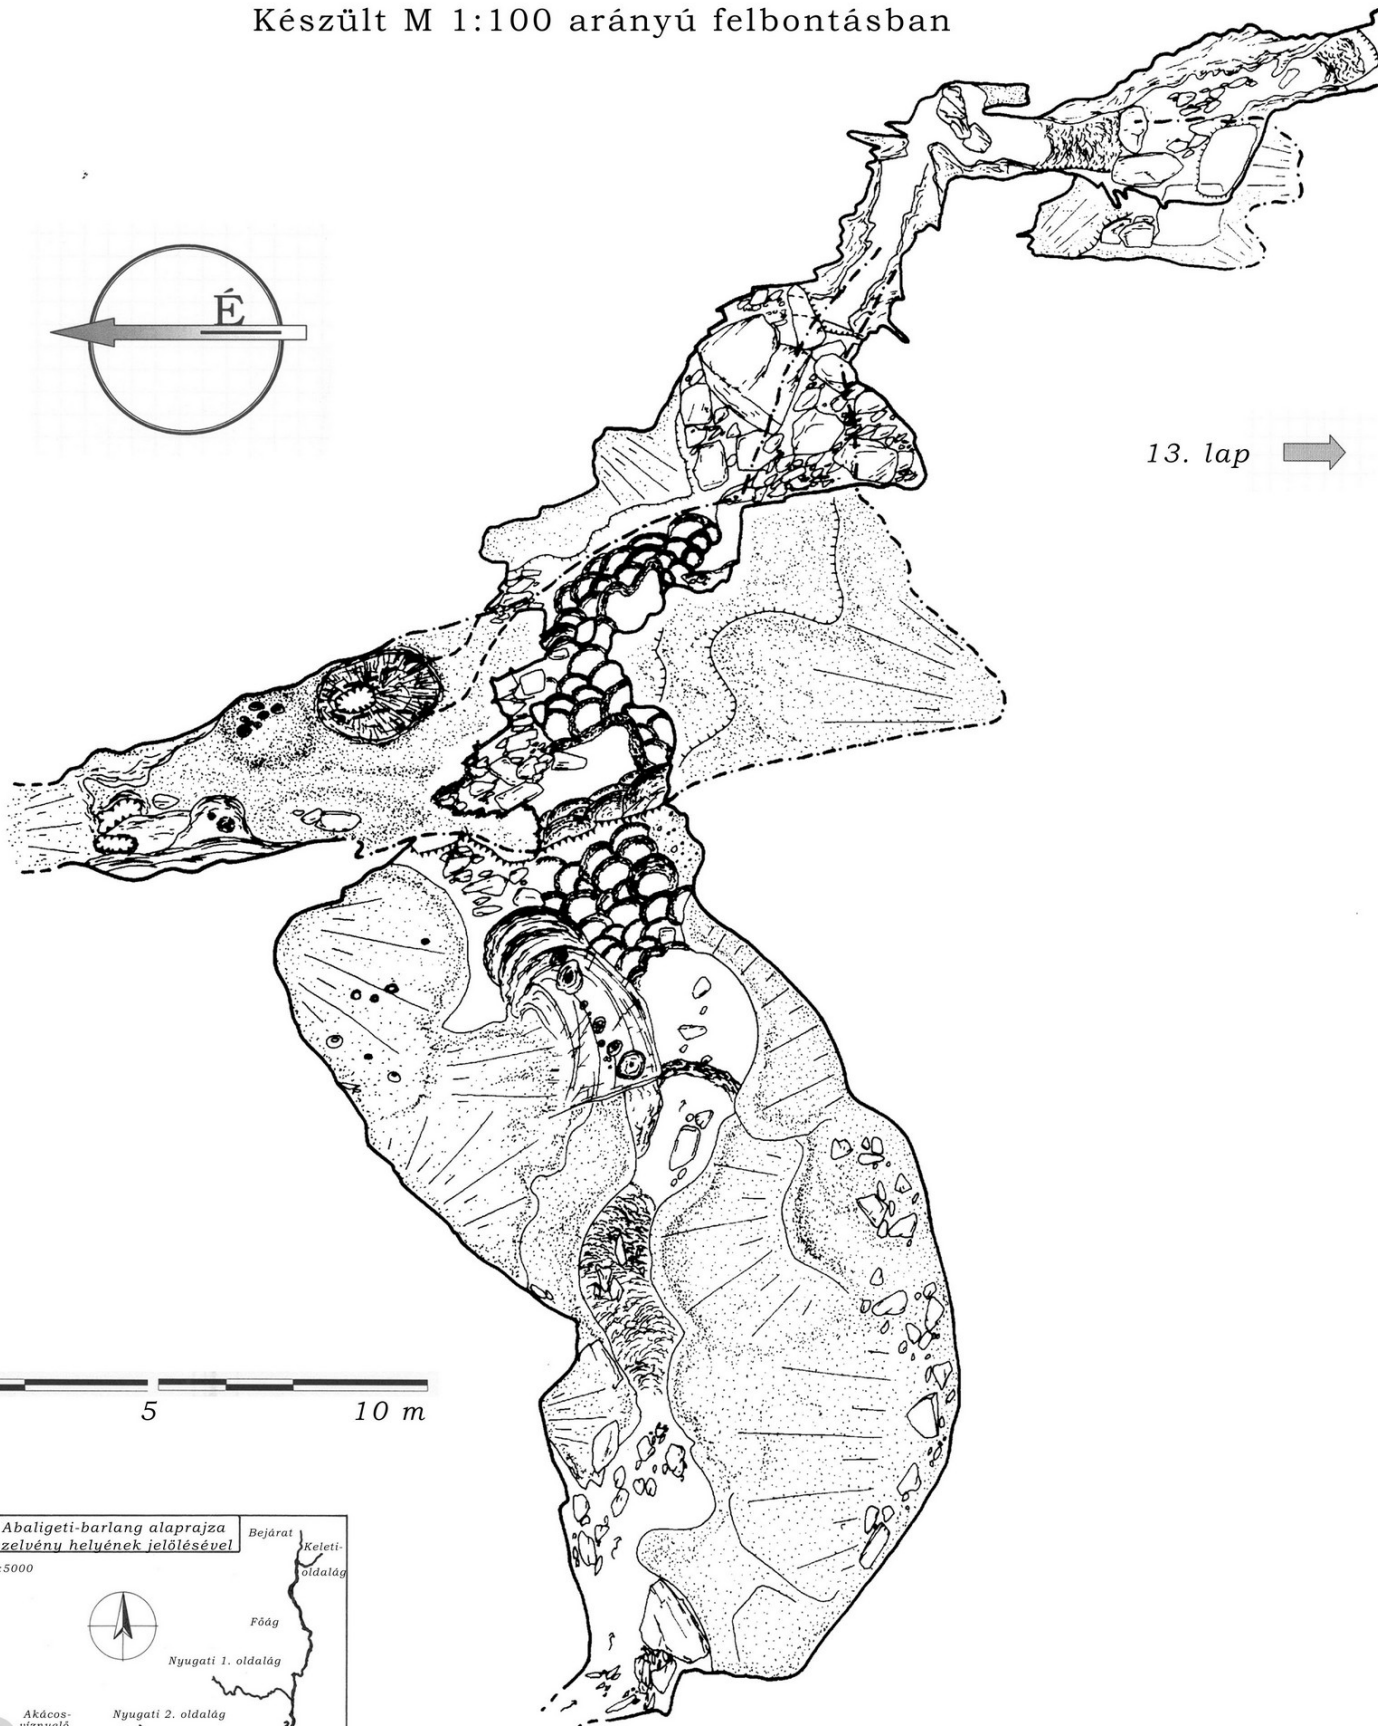 Készült M 1:100 arányú felbontásban
É
13. lap
5
10 m
Abaligeti-barlang alaprajza
zelvény helyének jelölésével
:5000
Bejárat
Keleti-
oldalág
Főág
Nyugati 1. oldalág
Akácos-
víznyelő
Nyugati 2. oldalág